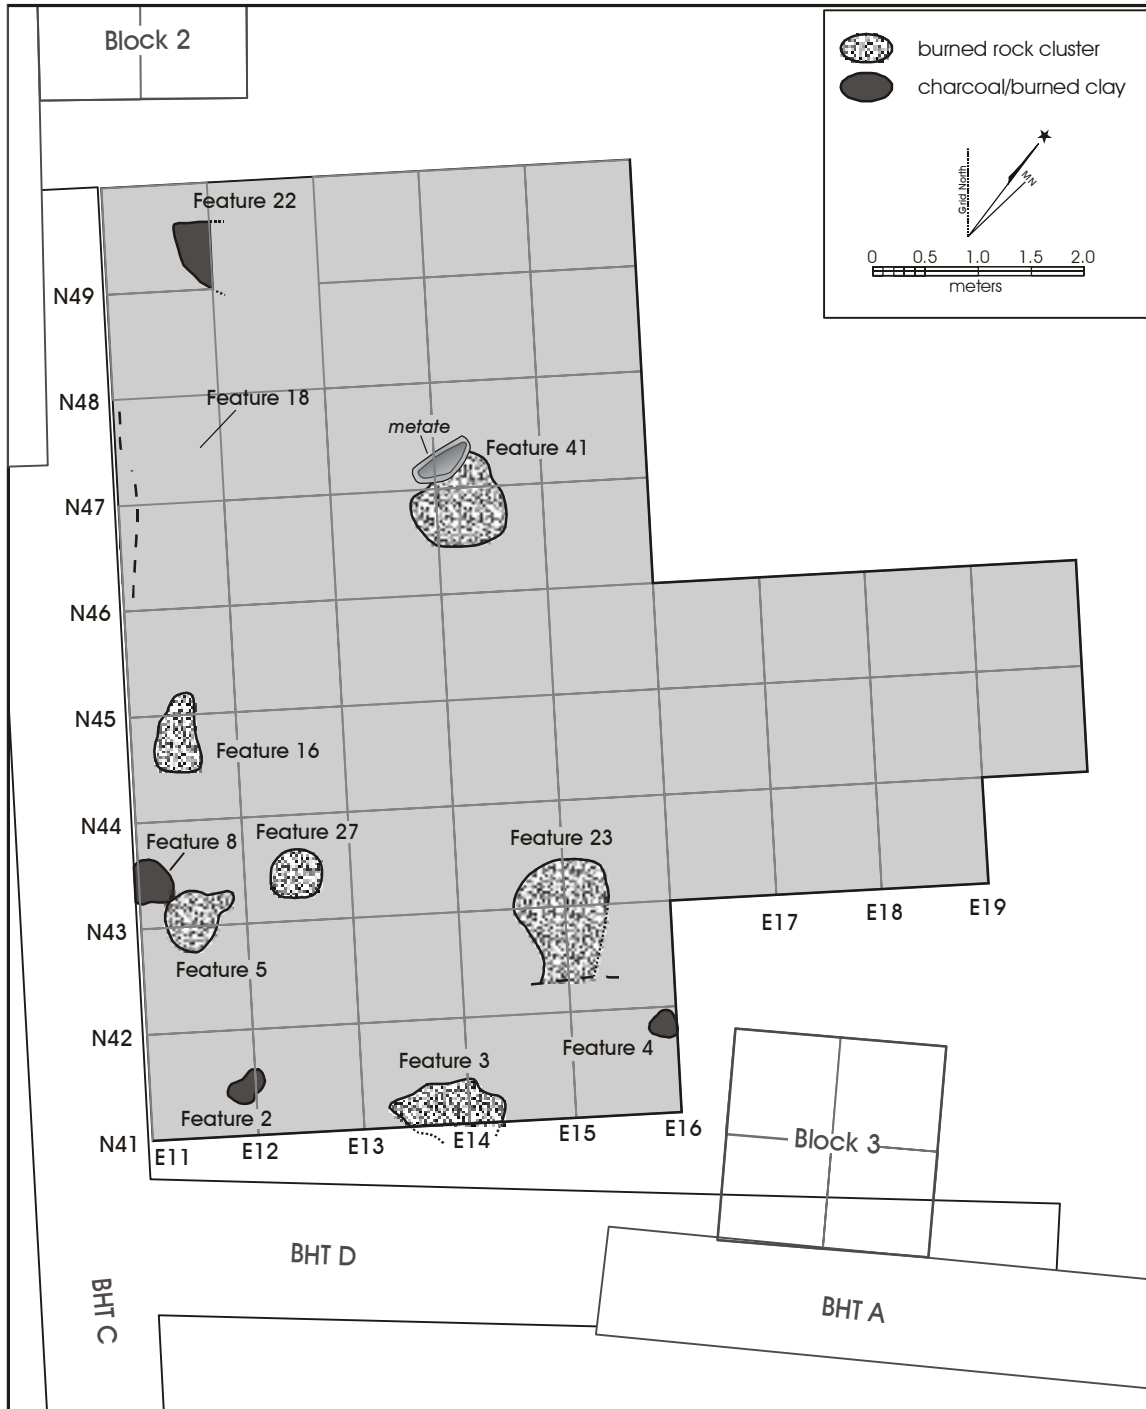 Block 2
burned rock cluster
charcoal/burned clay
Grid North
MN
0 0.5 1.0 1.5 2.0
meters
Feature 22
N49
N48
Feature 18
metate
Feature 41
N47
N46
N45
Feature 16
N44
Feature 8
Feature 27
Feature 23
N43
E17 E18 E19
Feature 5
N42
Feature 4
Feature 3
Feature 2
N41
E11 E12 E13 E14 E15 E16
Block 3
BHT D
BHT C
BHT A